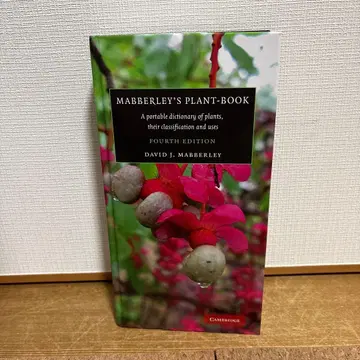 MABBERLEY'S PLANT-BOOK
A portable dictionary of plants,
their classification and uses
FOURTH EDITION
DAVID J. MABBERLEY
CAMBRIDGE